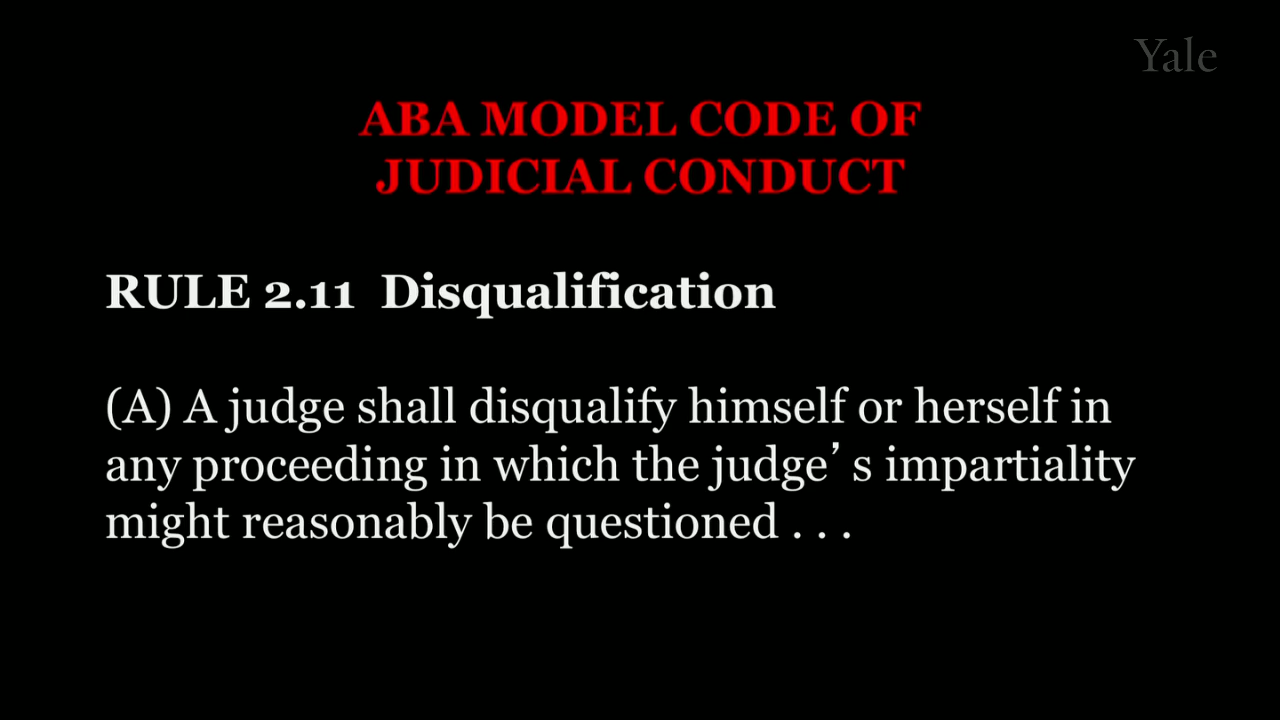 Yale
ABA MODEL CODE OF
JUDICIAL CONDUCT
RULE 2.11 Disqualification
(A) A judge shall disqualify himself or herself in
any proceeding in which the judge’s impartiality
might reasonably be questioned . . .